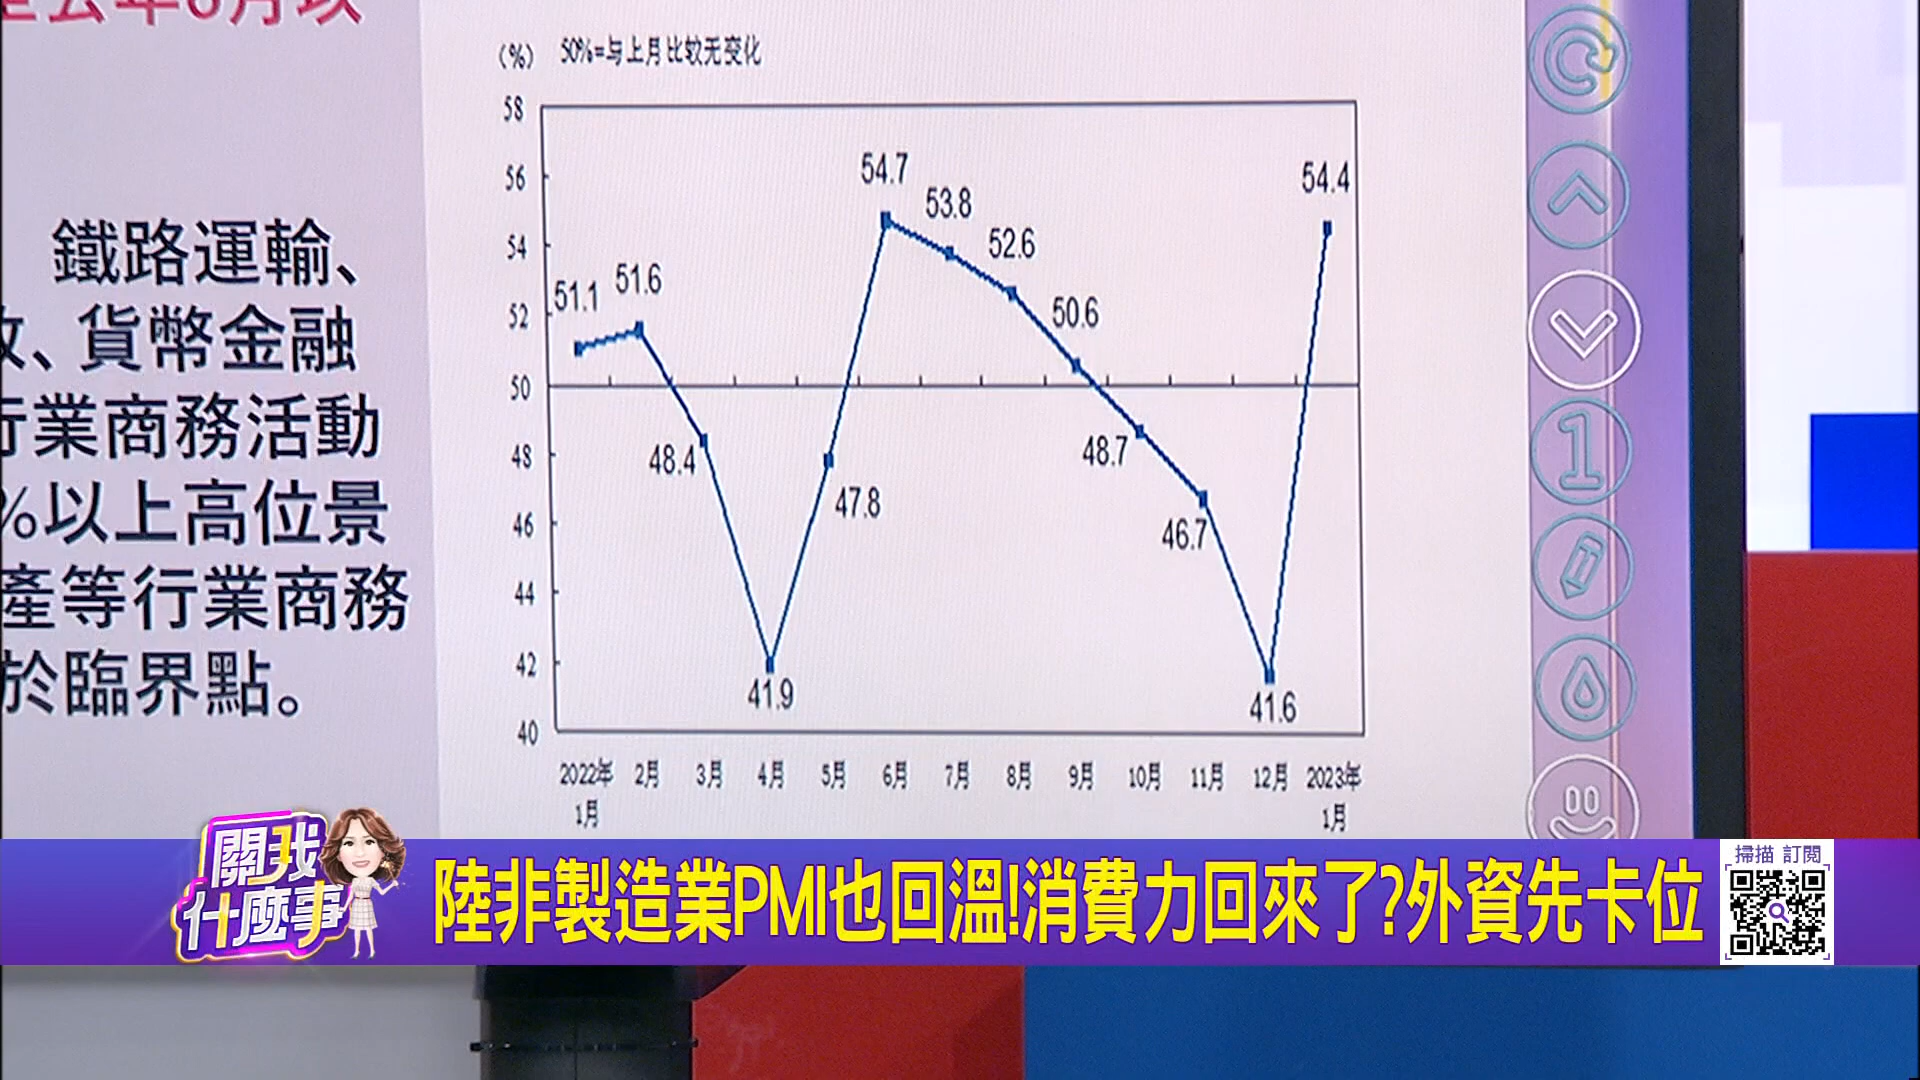 鐵路運輸、
、貨幣金融
行業商務活動
%以上高位景
產等行業商務
於臨界點。
(%) 50%=与上月比较无变化
58
56
54
52
50
48
46
44
42
40
51.1
51.6
48.4
41.9
47.8
54.7
53.8
52.6
50.6
48.7
46.7
41.6
54.4
2022年 2月 3月 4月 5月 6月 7月 8月 9月 10月 11月 12月 2023年
1月 1月
1
關我
什麼事
陸非製造業PMI也回溫!消費力回來了?外資先卡位
掃描 訂閱